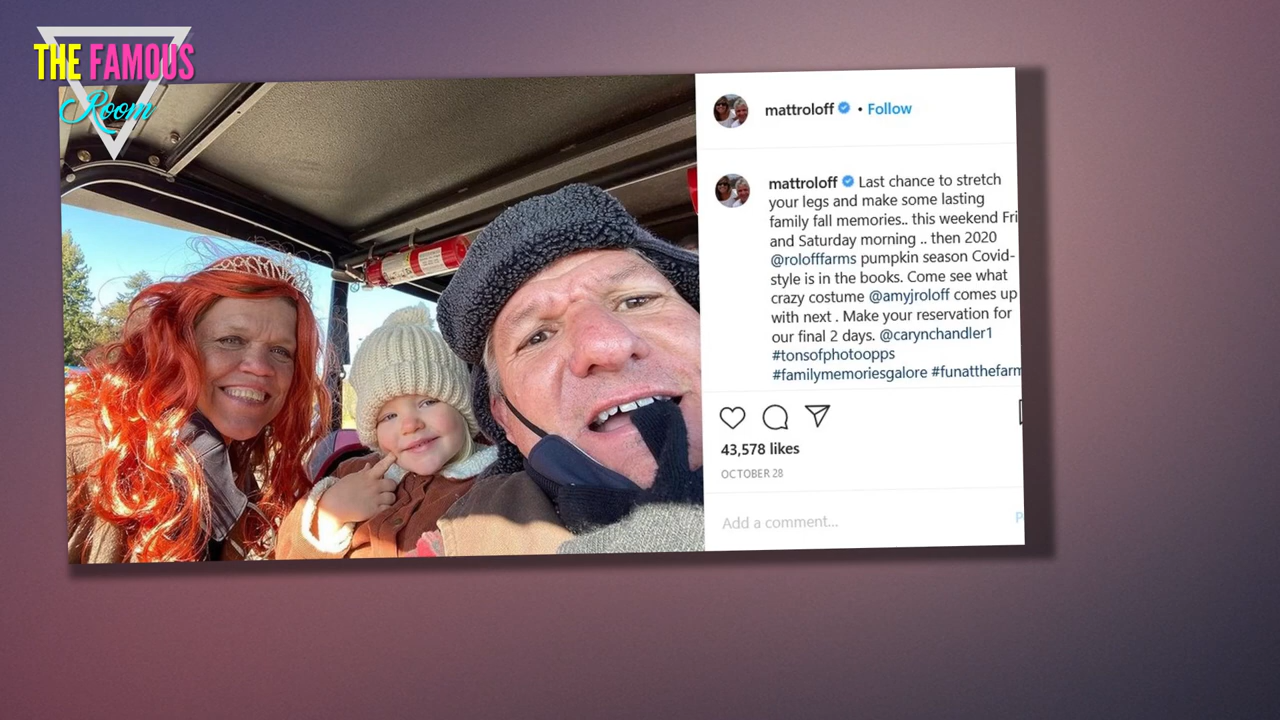 THE FAMOUS
Room
mattroloff • Follow
mattroloff Last chance to stretch
your legs and make some lasting
family fall memories.. this weekend Fri
and Saturday morning .. then 2020
@rolofffarms pumpkin season Covid-
style is in the books. Come see what
crazy costume @amyjroloff comes up
with next . Make your reservation for
our final 2 days. @carynchandler1
#tonsofphotoopps
#familymemoriesgalore #funatthefarm
43,578 likes
OCTOBER 28
Add a comment...